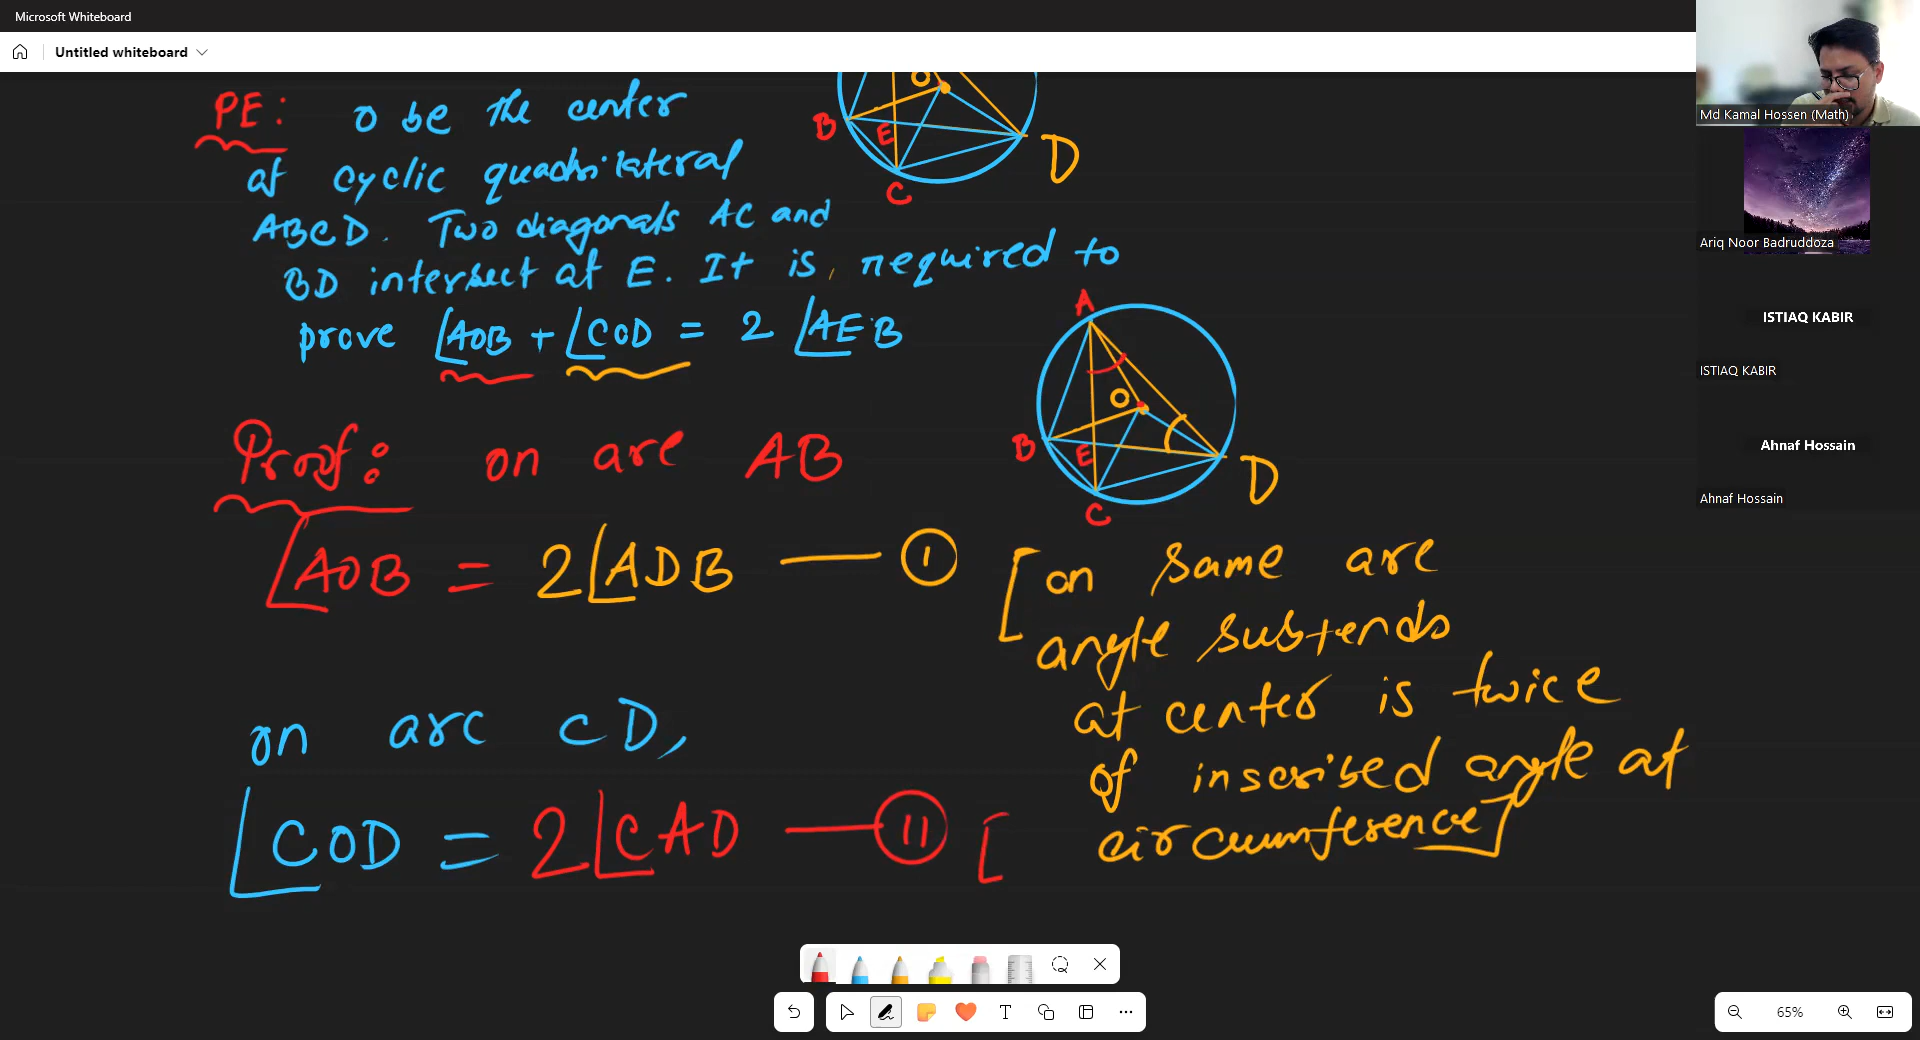 Microsoft Whiteboard
Untitled whiteboard
PE: O be the center
of cyclic quadrilateral
ABCD. Two diagonals AC and
BD intersect at E. It is, required to
prove ∠AOB + ∠COD = 2 ∠AEB
O
B
E
C
D
A
O
B
E
C
D
Proof: on arc AB
∠AOB = 2∠ADB — ①
[on same arc
angle subtends
at center is twice
of inscribed angle at
circumference]
on arc CD,
∠COD = 2∠CAD — ⑪ [
Md Kamal Hossen (Math)
Ariq Noor Badruddoza
ISTIAQ KABIR
ISTIAQ KABIR
Ahnaf Hossain
Ahnaf Hossain
T
65%